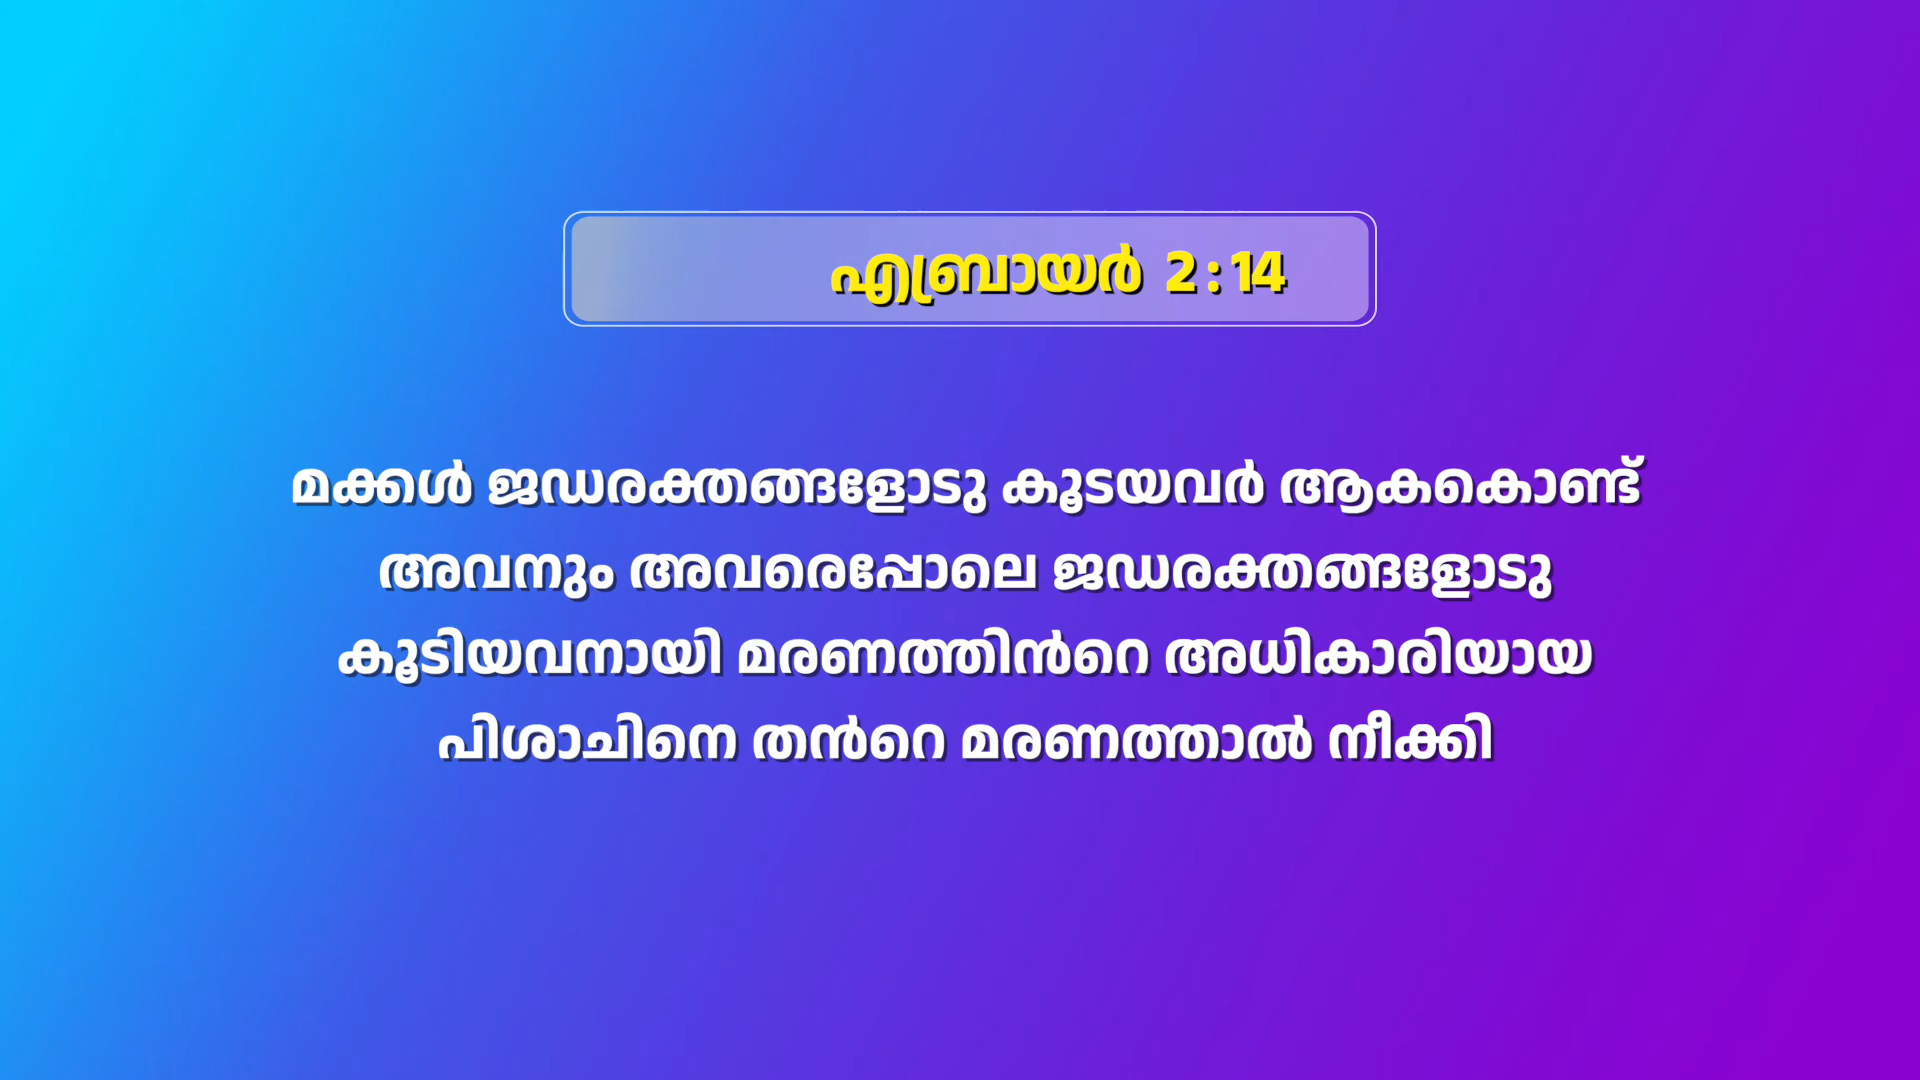 എബ്രായർ 2:14
മക്കൾ ജഡരക്തങ്ങളോടു കൂടയവർ ആകകൊണ്ട്
അവനും അവരെപ്പോലെ ജഡരക്തങ്ങളോടു
കൂടിയവനായി മരണത്തിൻറെ അധികാരിയായ
പിശാചിനെ തൻറെ മരണത്താൽ നീക്കി